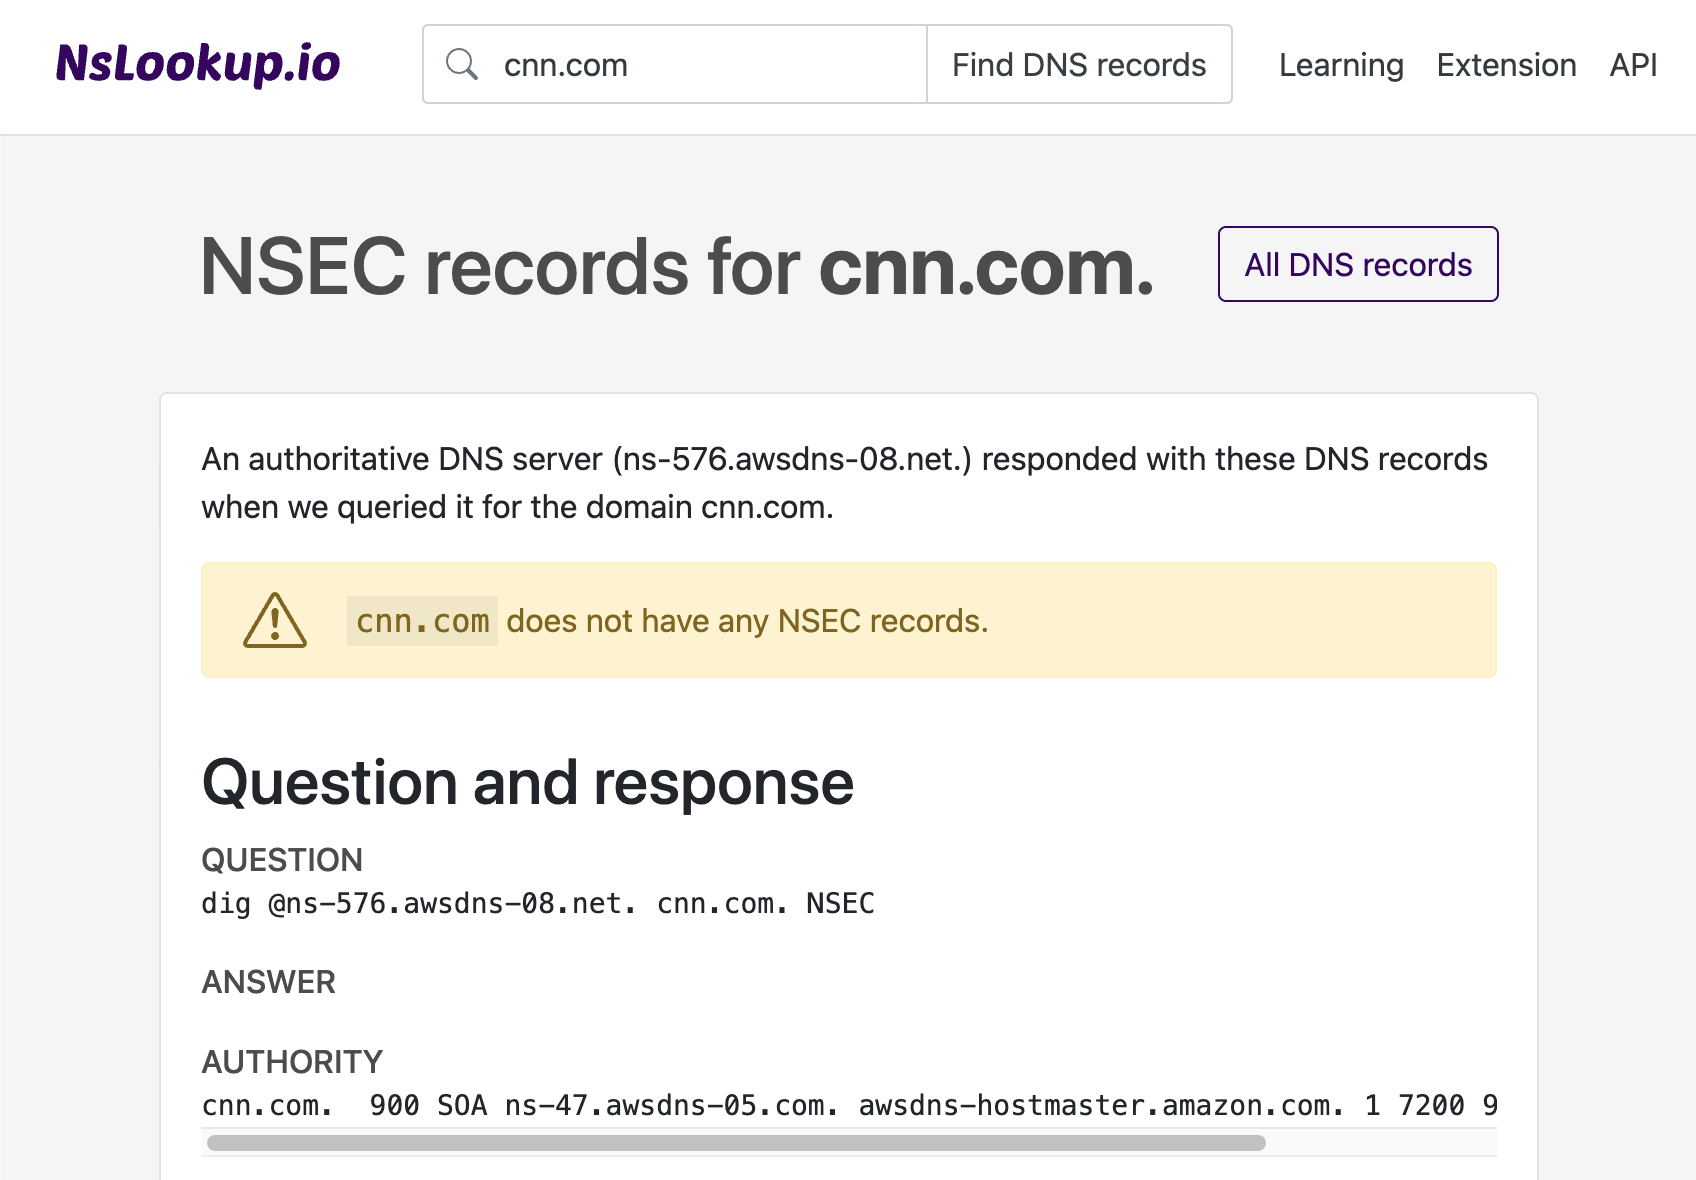 NsLookup.io
cnn.com
Find DNS records
Learning
Extension
API
NSEC records for cnn.com.
All DNS records
An authoritative DNS server (ns-576.awsdns-08.net.) responded with these DNS records
when we queried it for the domain cnn.com.
cnn.com does not have any NSEC records.
Question and response
QUESTION
dig @ns-576.awsdns-08.net. cnn.com. NSEC
ANSWER
AUTHORITY
cnn.com.  900 SOA ns-47.awsdns-05.com. awsdns-hostmaster.amazon.com. 1 7200 9